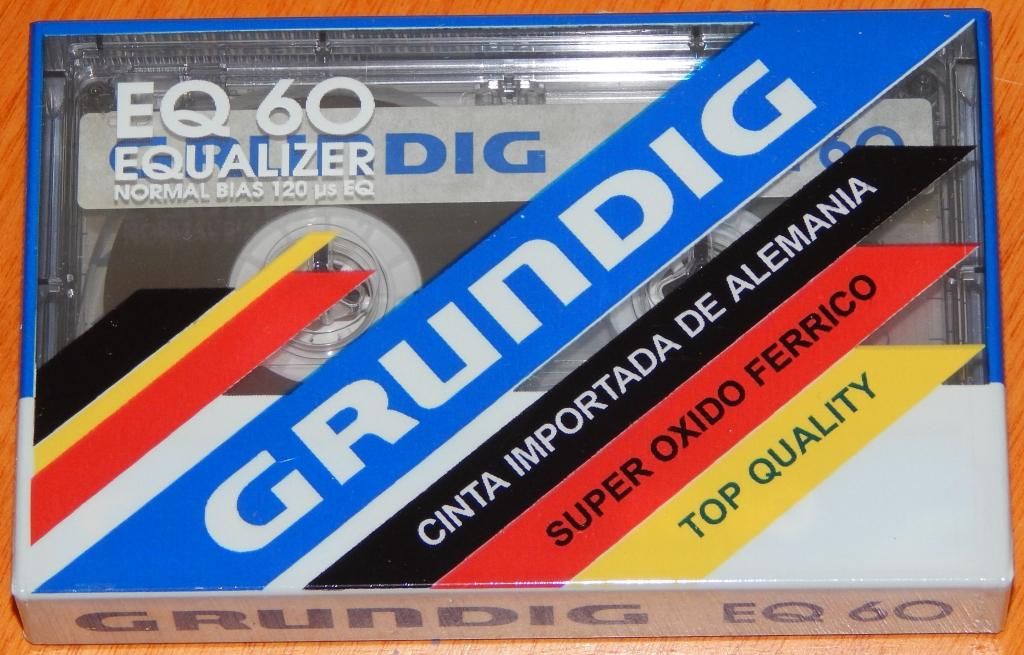 EQ 60
EQUALIZER
NORMAL BIAS 120 µs EQ
DIG
60
GRUNDIG
CINTA IMPORTADA DE ALEMANIA
SUPER OXIDO FERRICO
TOP QUALITY
GRUNDIG EQ 60